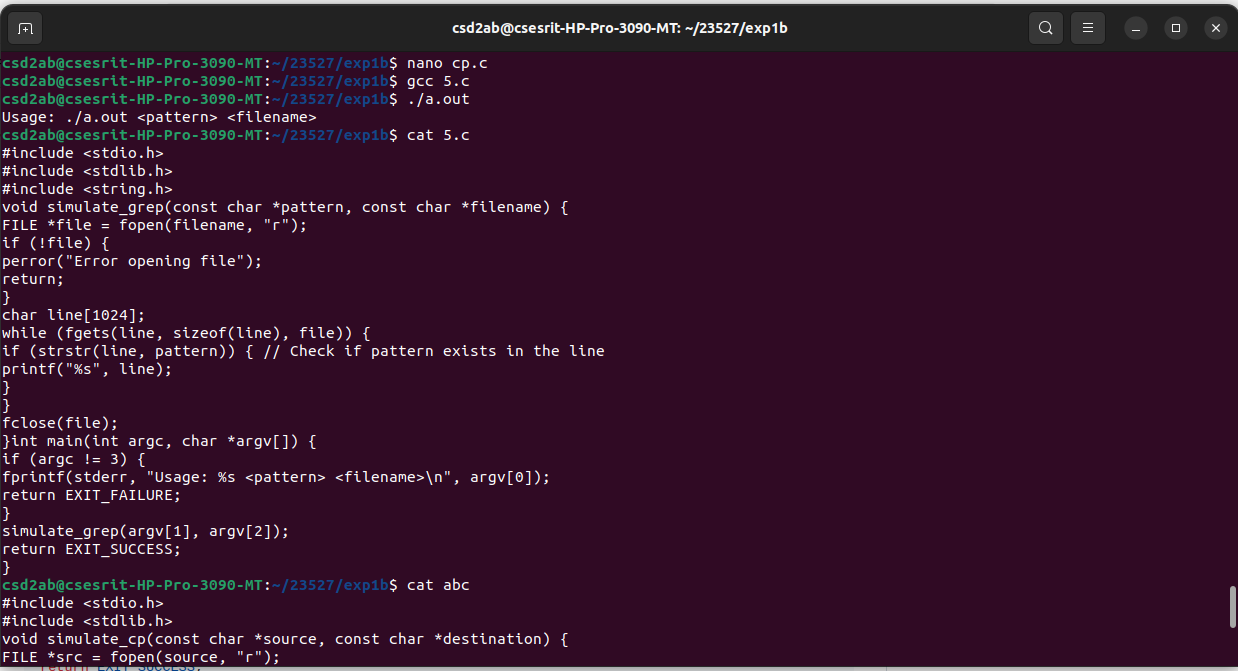 csd2ab@csesrit-HP-Pro-3090-MT: ~/23527/exp1b
csd2ab@csesrit-HP-Pro-3090-MT:~/23527/exp1b$ nano cp.c
csd2ab@csesrit-HP-Pro-3090-MT:~/23527/exp1b$ gcc 5.c
csd2ab@csesrit-HP-Pro-3090-MT:~/23527/exp1b$ ./a.out
Usage: ./a.out <pattern> <filename>
csd2ab@csesrit-HP-Pro-3090-MT:~/23527/exp1b$ cat 5.c
#include <stdio.h>
#include <stdlib.h>
#include <string.h>
void simulate_grep(const char *pattern, const char *filename) {
FILE *file = fopen(filename, "r");
if (!file) {
perror("Error opening file");
return;
}
char line[1024];
while (fgets(line, sizeof(line), file)) {
if (strstr(line, pattern)) { // Check if pattern exists in the line
printf("%s", line);
}
}
fclose(file);
}int main(int argc, char *argv[]) {
if (argc != 3) {
fprintf(stderr, "Usage: %s <pattern> <filename>\n", argv[0]);
return EXIT_FAILURE;
}
simulate_grep(argv[1], argv[2]);
return EXIT_SUCCESS;
}
csd2ab@csesrit-HP-Pro-3090-MT:~/23527/exp1b$ cat abc
#include <stdio.h>
#include <stdlib.h>
void simulate_cp(const char *source, const char *destination) {
FILE *src = fopen(source, "r");
return EXIT_SUCCESS;